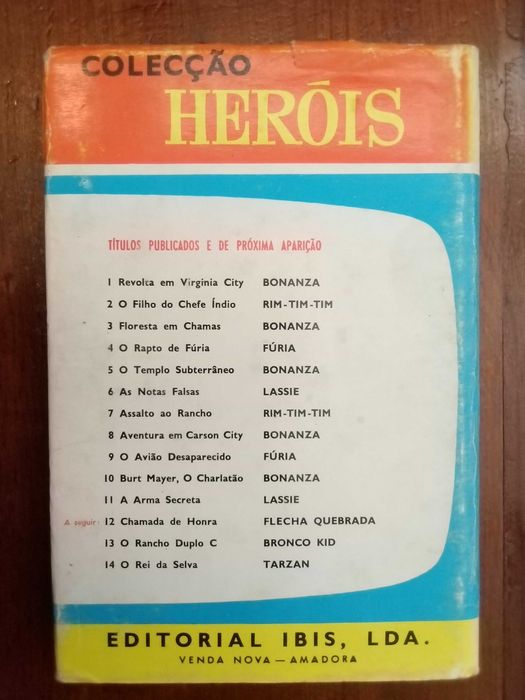 COLECÇÃO
HERÓIS
TÍTULOS PUBLICADOS E DE PRÓXIMA APARIÇÃO
1 Revolta em Virginia City BONANZA
2 O Filho do Chefe Índio RIM-TIM-TIM
3 Floresta em Chamas BONANZA
4 O Rapto de Fúria FÚRIA
5 O Templo Subterrâneo BONANZA
6 As Notas Falsas LASSIE
7 Assalto ao Rancho RIM-TIM-TIM
8 Aventura em Carson City BONANZA
9 O Avião Desaparecido FÚRIA
10 Burt Mayer, O Charlatão BONANZA
11 A Arma Secreta LASSIE
A seguir: 12 Chamada de Honra FLECHA QUEBRADA
13 O Rancho Duplo C BRONCO KID
14 O Rei da Selva TARZAN
EDITORIAL IBIS, LDA.
VENDA NOVA — AMADORA